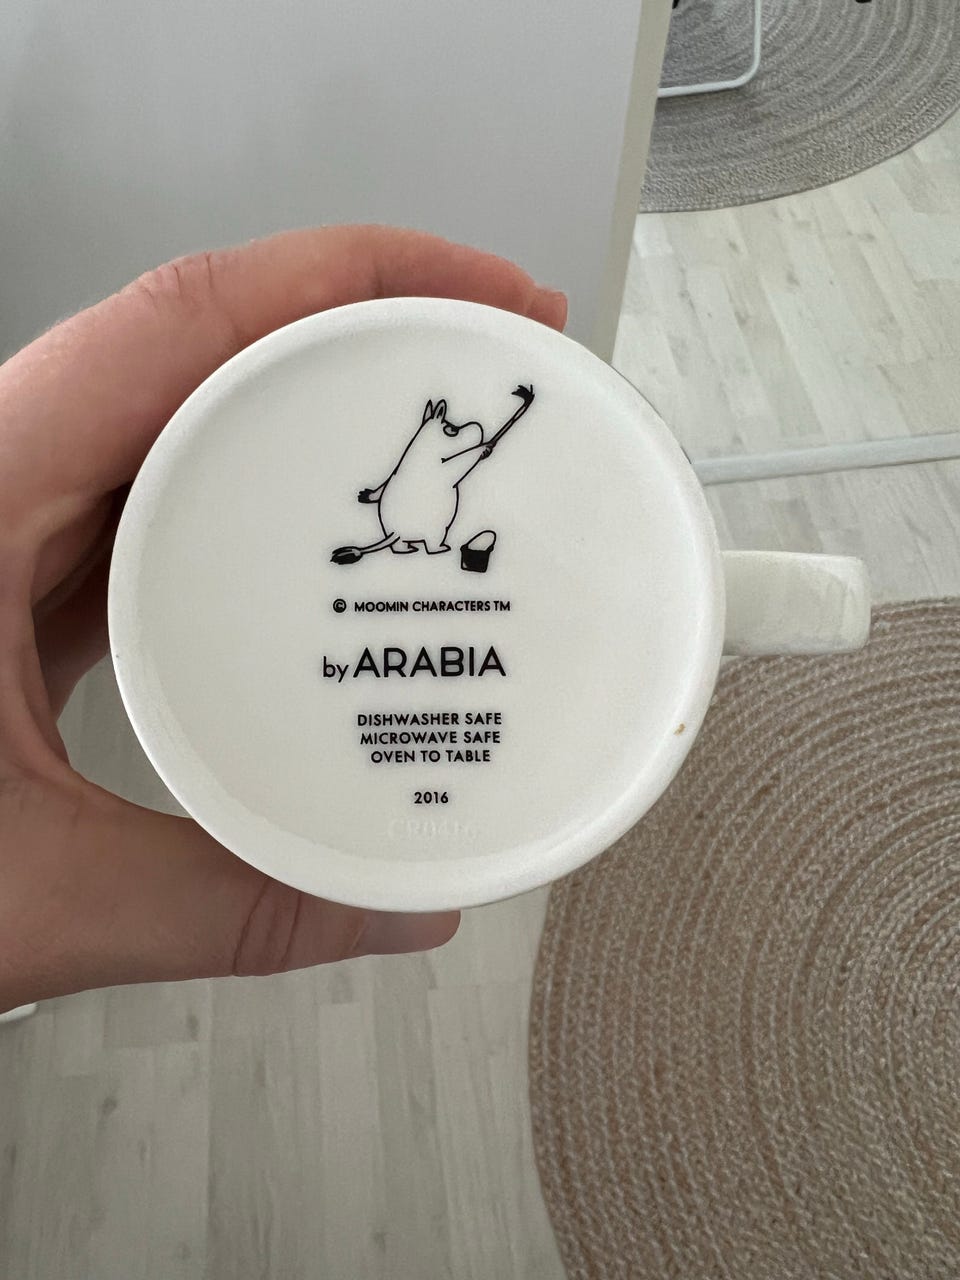 © MOOMIN CHARACTERS TM
by ARABIA
DISHWASHER SAFE
MICROWAVE SAFE
OVEN TO TABLE
2016